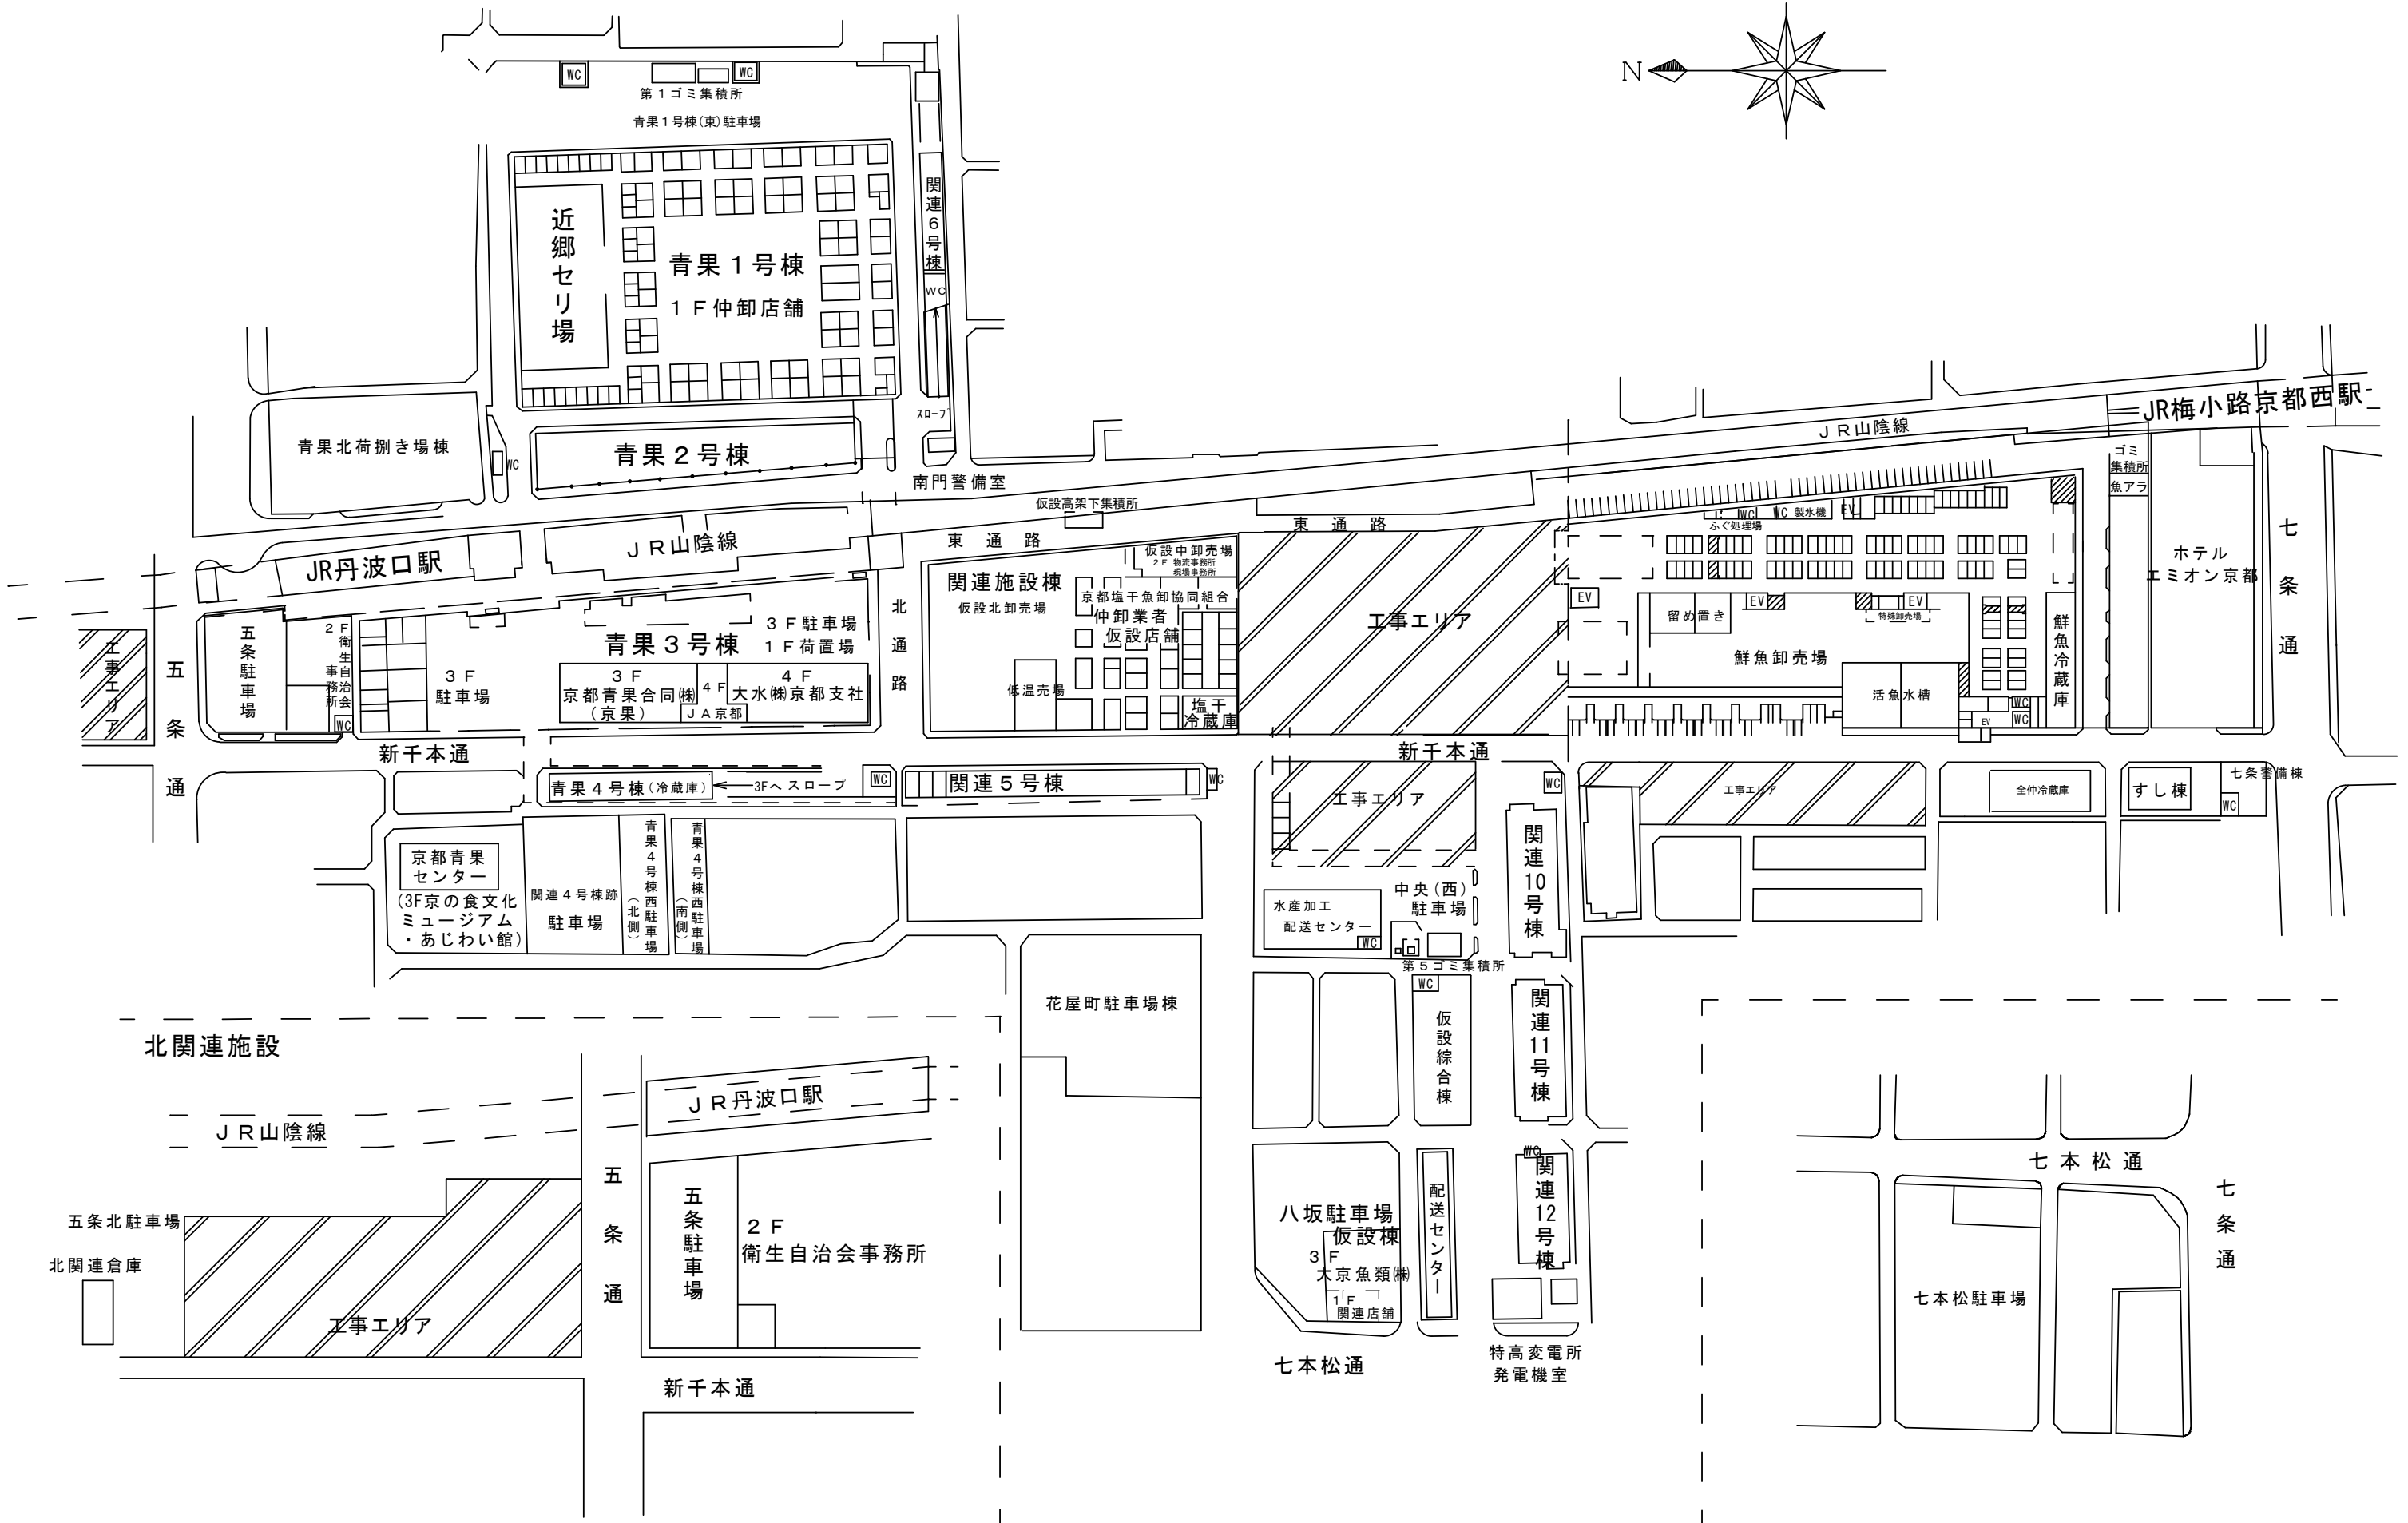 N
WC
WC
第1ゴミ集積所
青果1号棟(東)駐車場
近郷セリ場
青果1号棟
1F仲卸店舗
関連6号棟
WC
スロープ
青果北荷捌き場棟
WC
青果2号棟
南門警備室
JR梅小路京都西駅
JR山陰線
仮設高架下集積所
東通路
東通路
JR丹波口駅
JR山陰線
ゴミ
集積所
魚アラ
ホテル
エミオン京都
七条通
WC
WC
製氷機
EV
ふぐ処理場
仮設中卸売場
2F 物流事務所
現場事務所
関連施設棟
仮設北卸売場
京都塩干魚卸協同組合
仲卸業者
仮設店舗
低温売場
塩干
冷蔵庫
工事エリア
EV
留め置き
EV
EV
特殊卸売場
鮮魚卸売場
活魚水槽
鮮魚冷蔵庫
WC
WC
EV
工事エリア
五条通
五条駐車場
2F
衛生自治会
事務所
WC
3F
駐車場
青果3号棟
3F駐車場
1F荷置場
3F
京都青果合同㈱
(京果)
4F
JA京都
4F
大水㈱京都支社
北通路
新千本通
新千本通
青果4号棟(冷蔵庫)
3Fへ スロープ
WC
関連5号棟
WC
工事エリア
WC
工事エリア
全仲冷蔵庫
すし棟
七条警備棟
WC
京都青果
センター
(3F京の食文化
ミュージアム
・あじわい館)
関連4号棟跡
駐車場
青果4号棟西駐車場
(北側)
青果4号棟西駐車場
(南側)
関連10号棟
中央(西)
駐車場
水産加工
配送センター
WC
第5ゴミ集積所
WC
仮設綜合棟
関連11号棟
花屋町駐車場棟
WC
関連12号棟
配送センター
八坂駐車場
仮設棟
3F
大京魚類㈱
1F
関連店舗
特高変電所
発電機室
七本松通
北関連施設
JR山陰線
JR丹波口駅
五条通
五条北駐車場
北関連倉庫
工事エリア
五条駐車場
2F
衛生自治会事務所
新千本通
七本松通
七条通
七本松駐車場